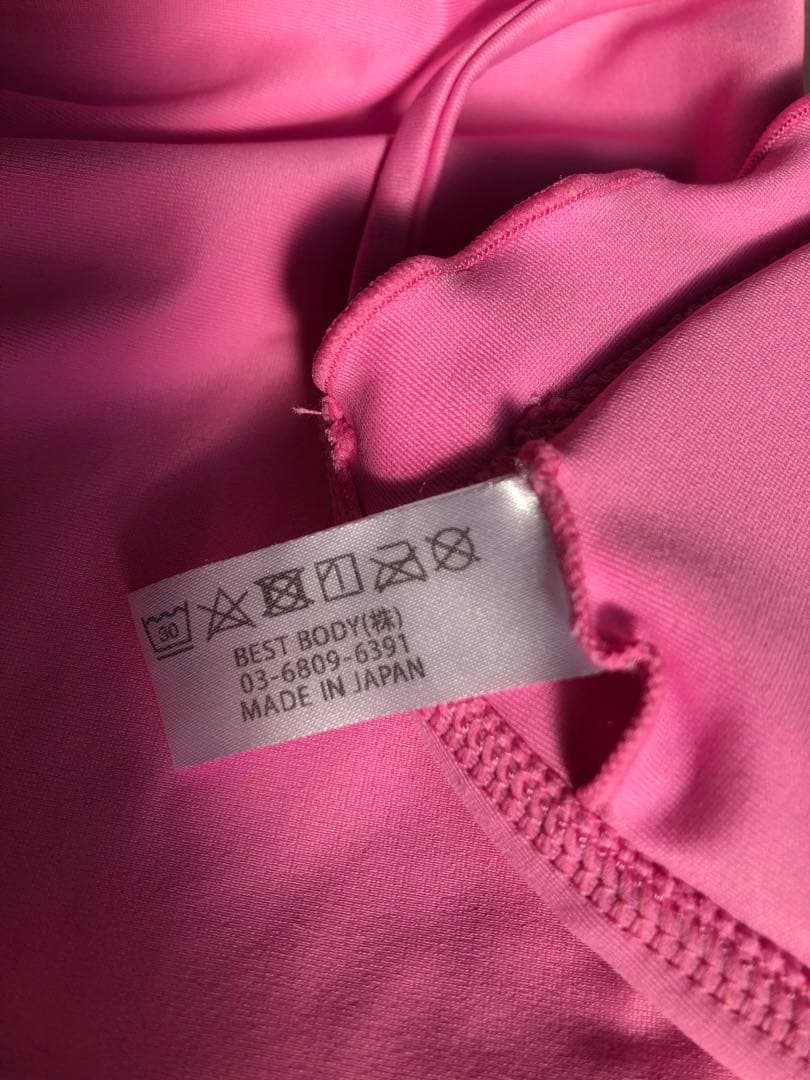 30
BEST BODY(株)
03-6809-6391
MADE IN JAPAN